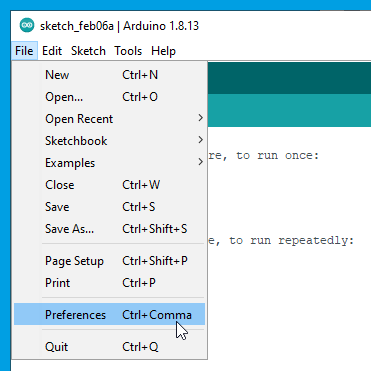 sketch_feb06a | Arduino 1.8.13
File Edit Sketch Tools Help
New Ctrl+N
Open... Ctrl+O
Open Recent
Sketchbook
Examples
Close Ctrl+W
Save Ctrl+S
Save As... Ctrl+Shift+S
Page Setup Ctrl+Shift+P
Print Ctrl+P
Preferences Ctrl+Comma
Quit Ctrl+Q
re, to run once:
e, to run repeatedly: